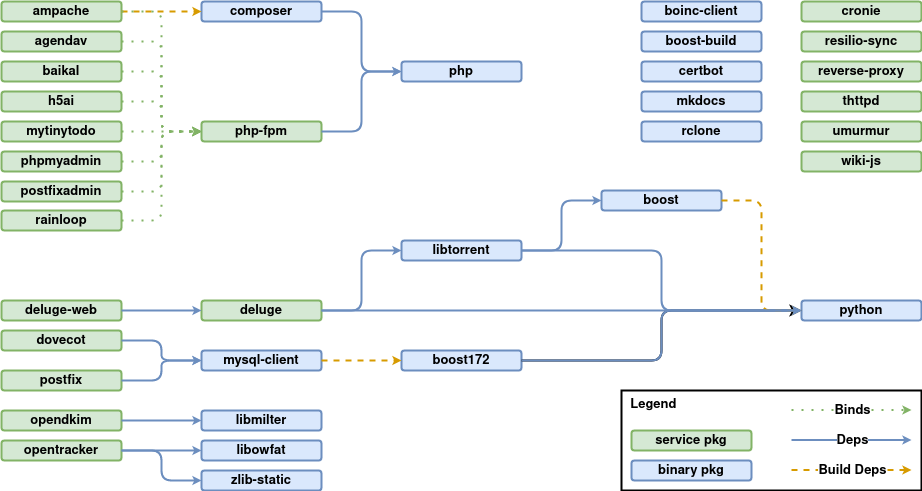 ampache
composer
boinc-client
cronie
agendav
boost-build
resilio-sync
baikal
php
certbot
reverse-proxy
h5ai
mkdocs
thttpd
mytinytodo
php-fpm
rclone
umurmur
phpmyadmin
wiki-js
postfixadmin
boost
rainloop
libtorrent
deluge-web
deluge
python
dovecot
mysql-client
boost172
postfix
Legend
Binds
opendkim
libmilter
service pkg
Deps
opentracker
libowfat
binary pkg
Build Deps
zlib-static